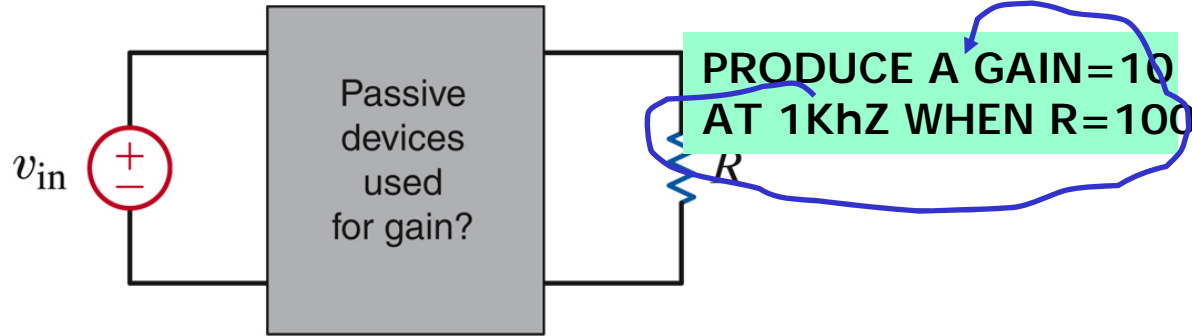 PRODUCE A GAIN=10
AT 1KhZ WHEN R=100
Passive
devices
used
for gain?
+
−
vin
R